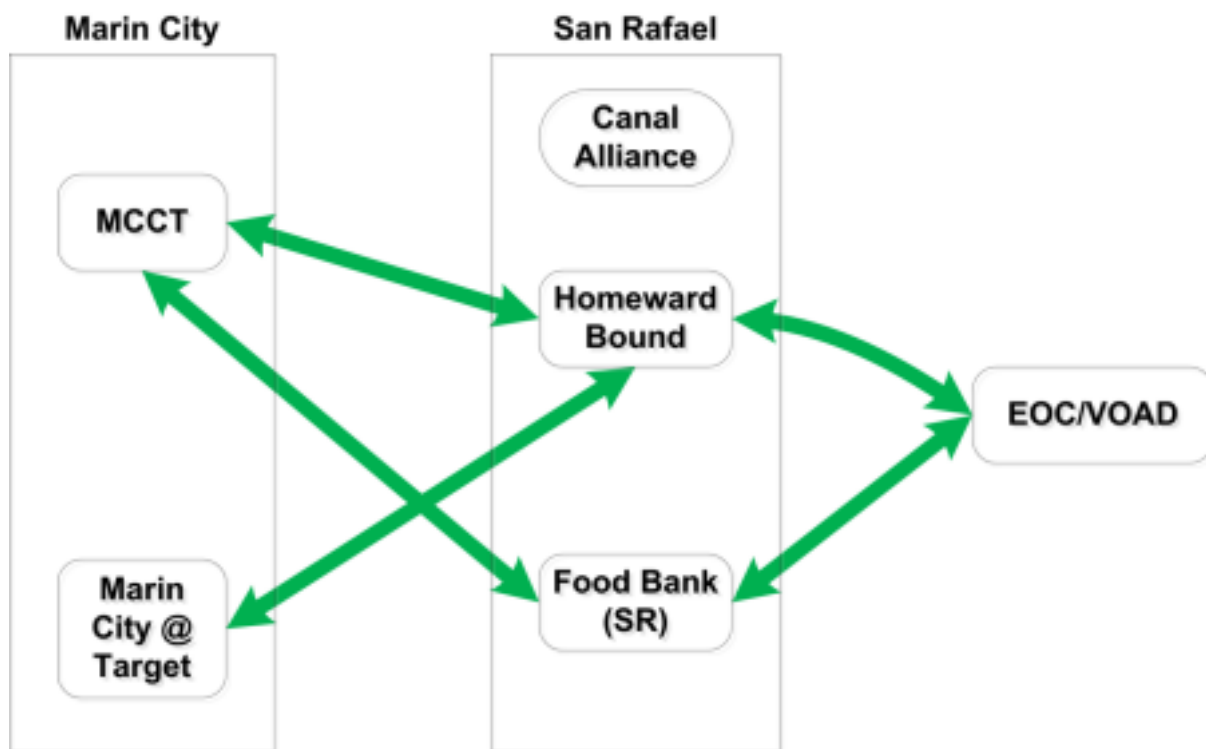 Marin City
San Rafael
Canal
Alliance
MCCT
Homeward
Bound
EOC/VOAD
Marin
City @
Target
Food Bank
(SR)